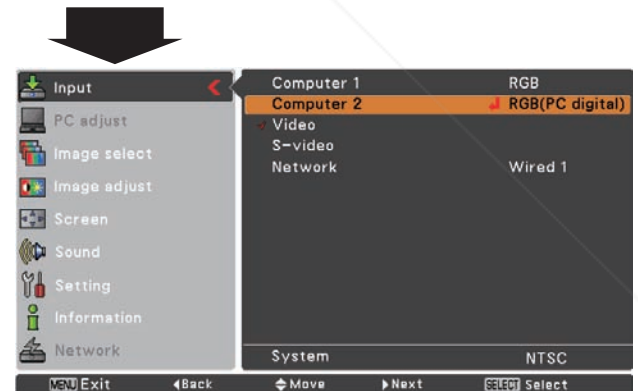 Input
PC adjust
Image select
Image adjust
Screen
Sound
Setting
Information
Network
Computer 1 RGB
Computer 2 RGB(PC digital)
Video
S-video
Network Wired 1
System NTSC
MENU Exit Back Move Next SELECT Select